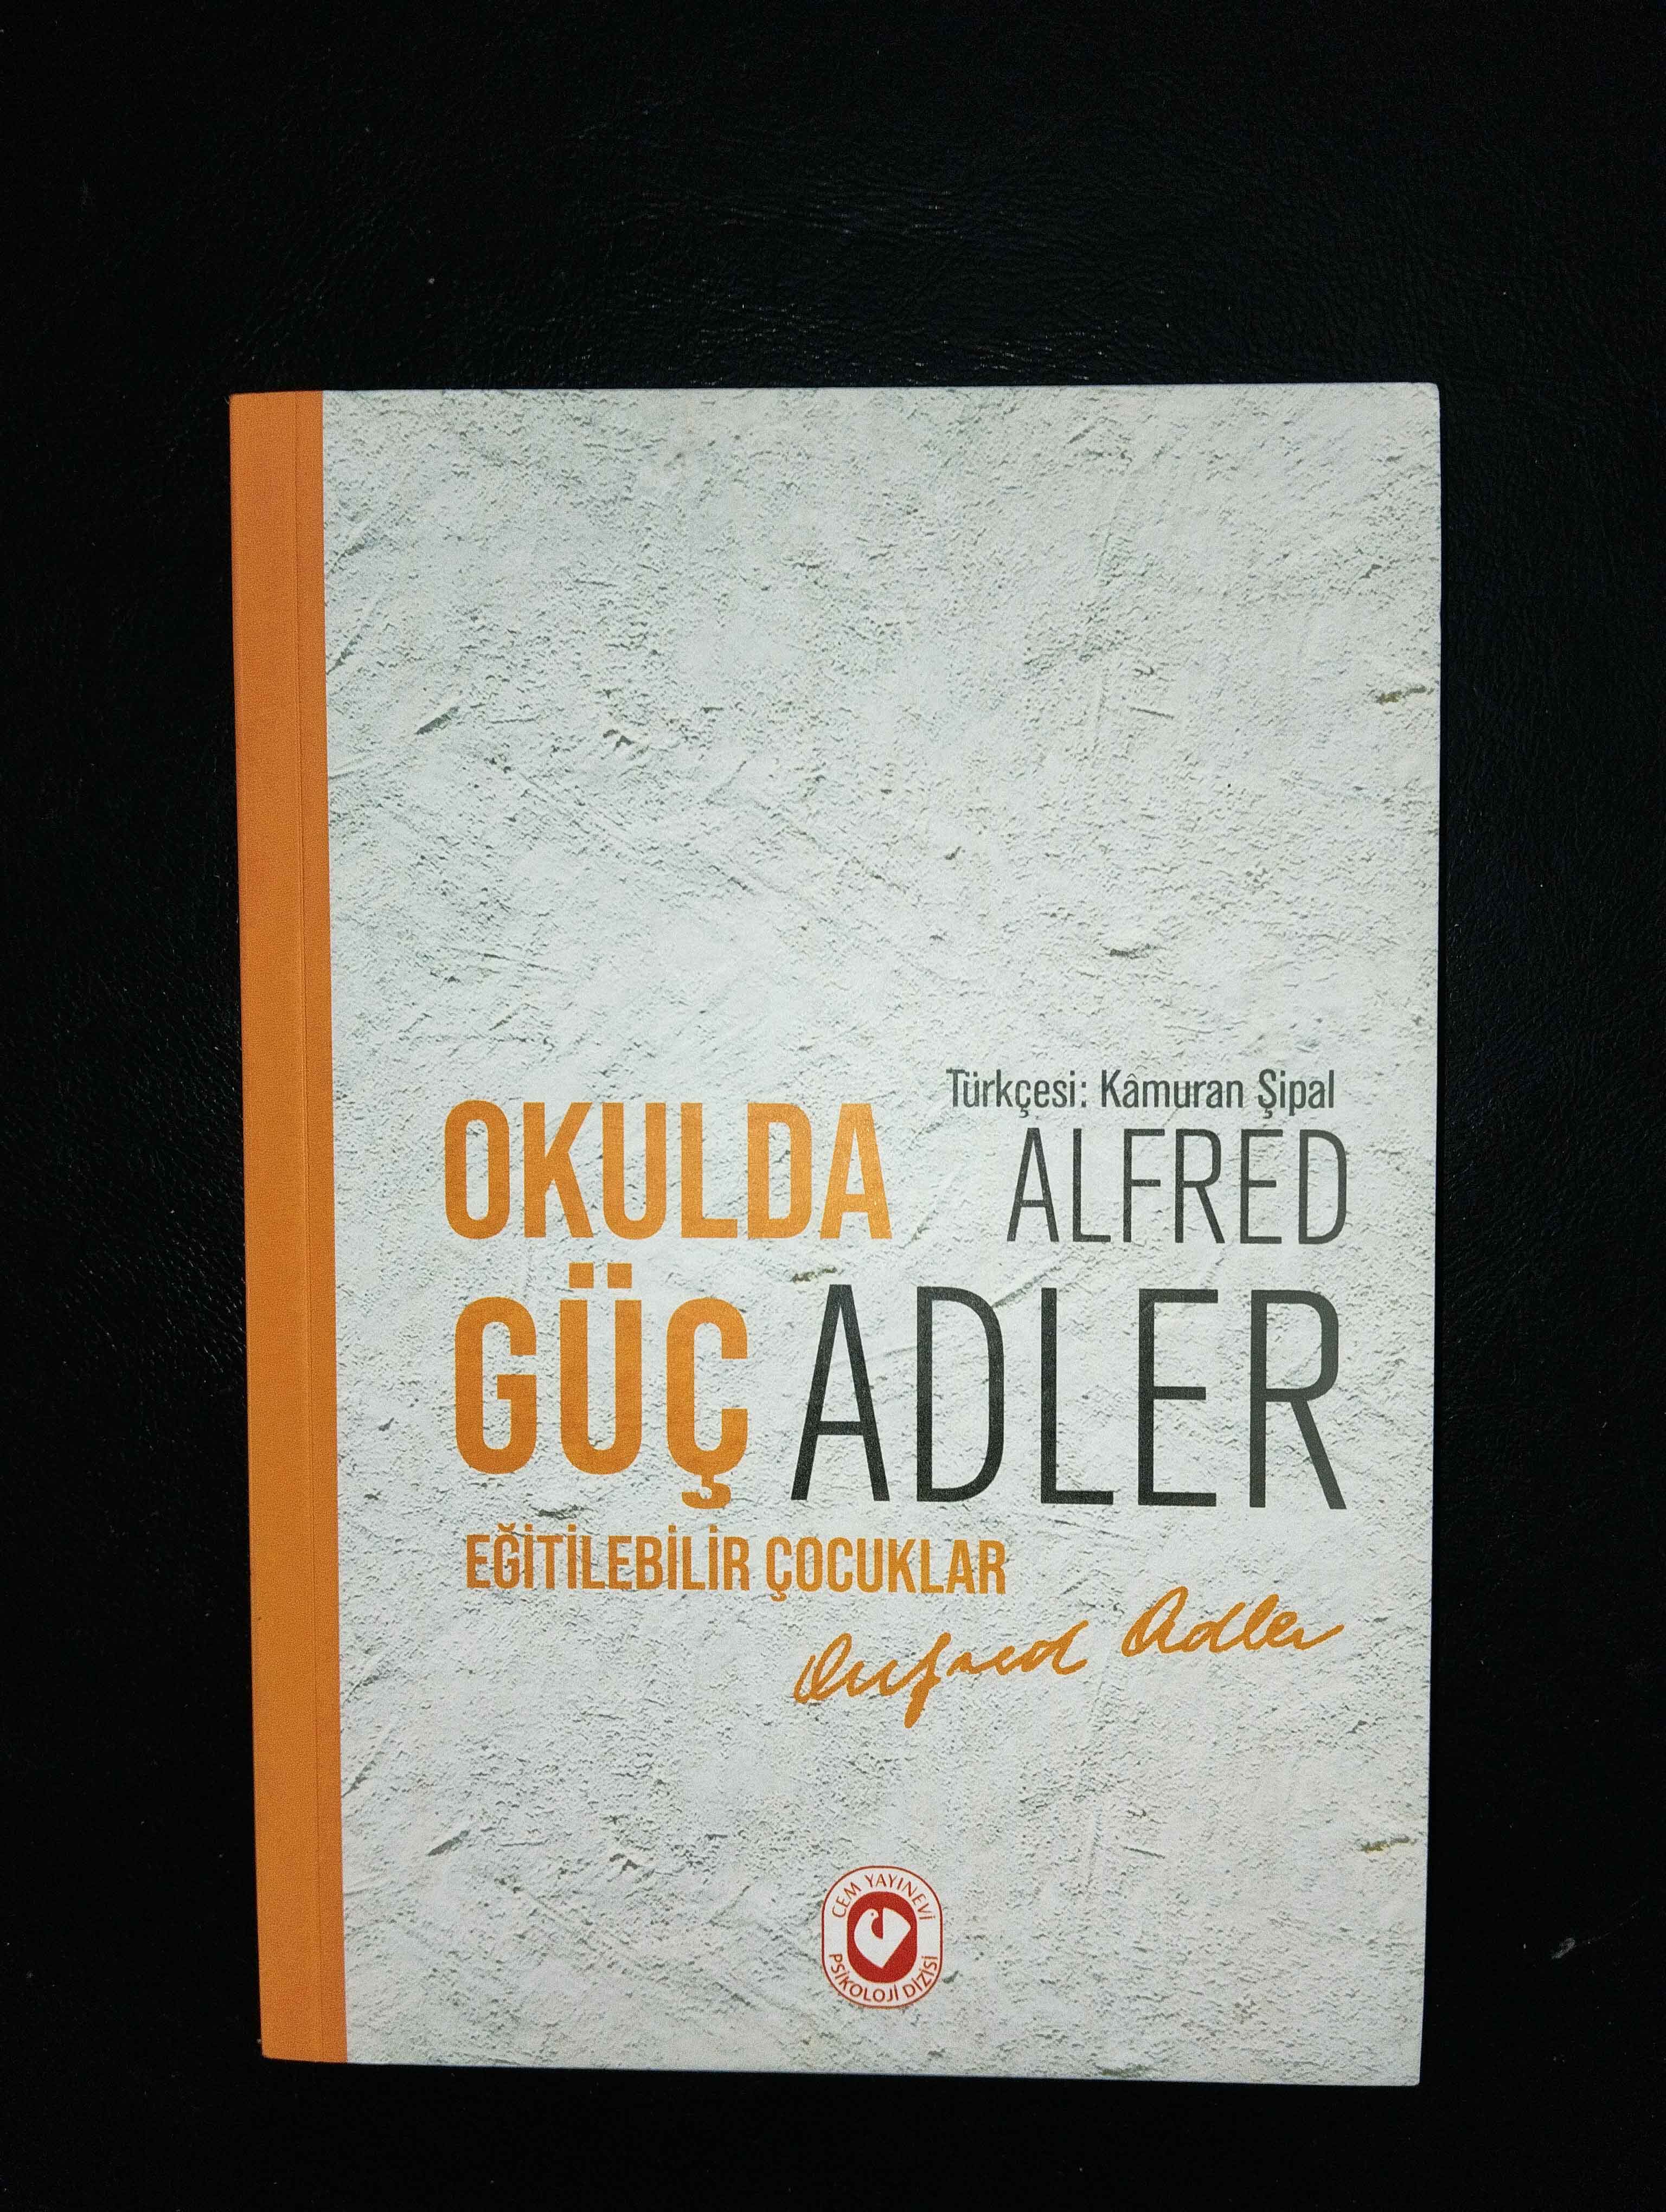 Türkçesi: Kâmuran Şipal
OKULDA
ALFRED
GÜÇ
ADLER
EĞİTİLEBİLİR ÇOCUKLAR
Alfred Adler
CEM YAYINEVİ
PSİKOLOJİ DİZİSİ